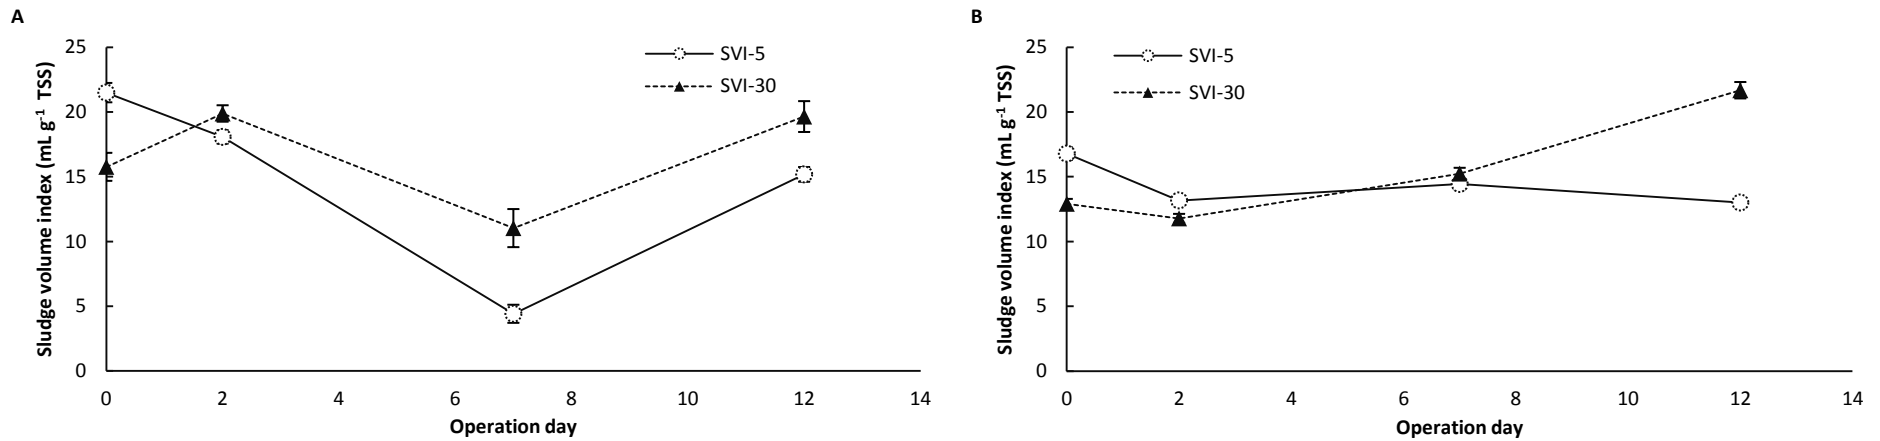 A
Sludge volume index (mL g-1 TSS)
25
20
15
10
5
0
SVI-5
SVI-30
0 2 4 6 8 10 12 14
Operation day
B
Sludge volume index (mL g-1 TSS)
25
20
15
10
5
0
SVI-5
SVI-30
0 2 4 6 8 10 12 14
Operation day